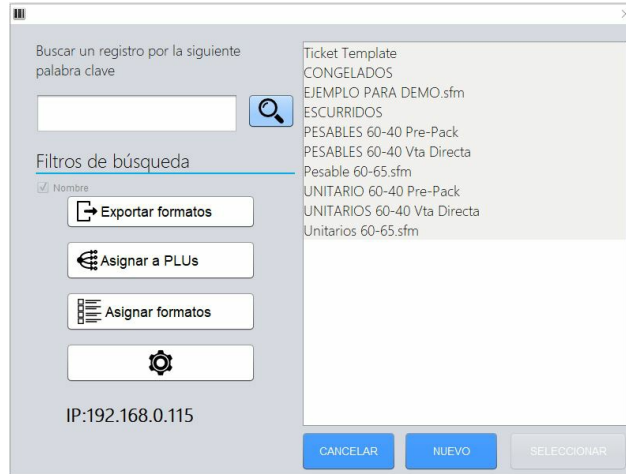 Buscar un registro por la siguiente
palabra clave
Filtros de búsqueda
Nombre
Exportar formatos
Asignar a PLUs
Asignar formatos
IP:192.168.0.115
Ticket Template
CONGELADOS
EJEMPLO PARA DEMO.sfm
ESCURRIDOS
PESABLES 60-40 Pre-Pack
PESABLES 60-40 Vta Directa
Pesable 60-65.sfm
UNITARIO 60-40 Pre-Pack
UNITARIOS 60-40 Vta Directa
Unitarios 60-65.sfm
CANCELAR
NUEVO
SELECCIONAR